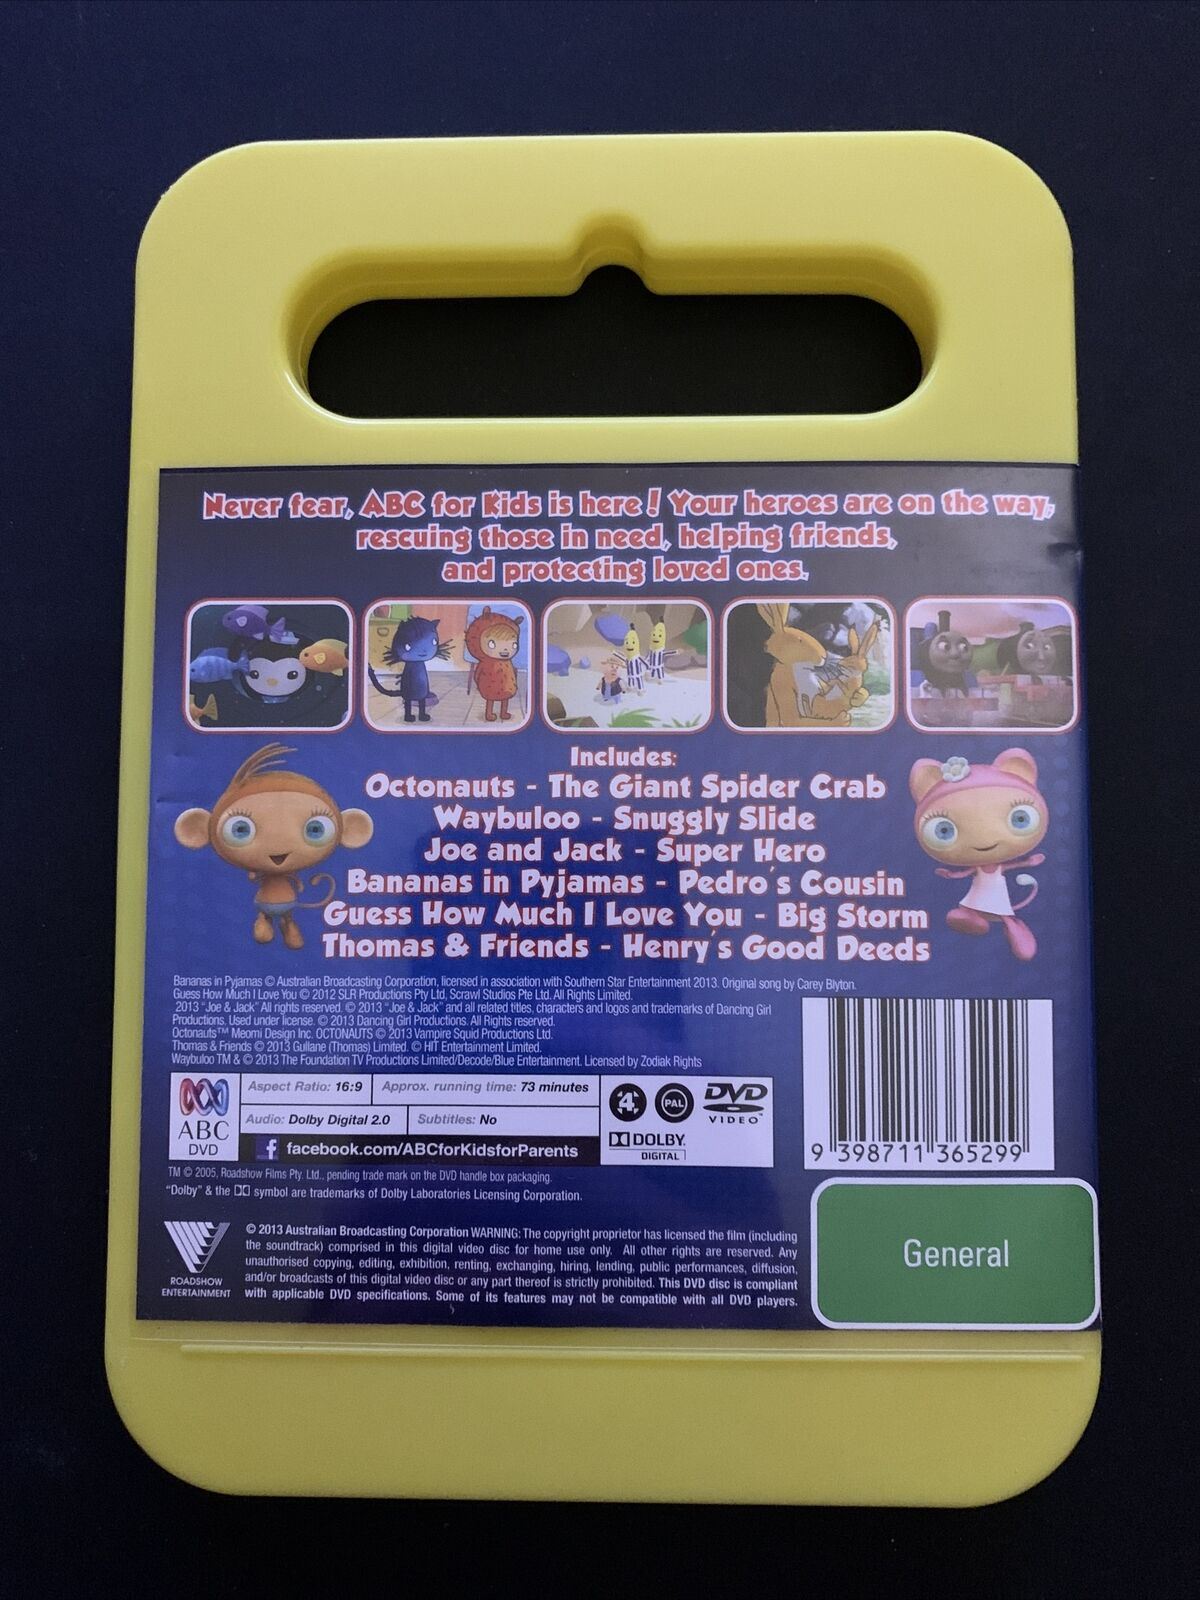 Never fear, ABC for Kids is here! Your heroes are on the way,
rescuing those in need, helping friends,
and protecting loved ones.
Includes:
Octonauts - The Giant Spider Crab
Waybuloo - Snuggly Slide
Joe and Jack - Super Hero
Bananas in Pyjamas - Pedro's Cousin
Guess How Much I Love You - Big Storm
Thomas & Friends - Henry's Good Deeds
Bananas in Pyjamas © Australian Broadcasting Corporation, licensed in association with Southern Star Entertainment 2013. Original song by Carey Blyton.
Guess How Much I Love You © 2012 SLR Productions Pty Ltd, Scrawl Studios Pte Ltd. All Rights Limited.
2013 "Joe & Jack" All rights reserved. © 2013 "Joe & Jack" and all related titles, characters and logos and trademarks of Dancing Girl
Productions. Used under license. © 2013 Dancing Girl Productions. All Rights reserved.
Octonauts™ Meomi Design Inc. OCTONAUTS © 2013 Vampire Squid Productions Ltd.
Thomas & Friends © 2013 Gullane (Thomas) Limited. © HIT Entertainment Limited.
Waybuloo TM & © 2013 The Foundation TV Productions Limited/Decode/Blue Entertainment. Licensed by Zodiak Rights
ABC
DVD
Aspect Ratio: 16:9
Approx. running time: 73 minutes
Audio: Dolby Digital 2.0
Subtitles: No
facebook.com/ABCforKidsforParents
4
PAL
DVD
VIDEO™
DOLBY.
DIGITAL
9 398711 365299
TM © 2005, Roadshow Films Pty. Ltd., pending trade mark on the DVD handle box packaging.
"Dolby" & the DD symbol are trademarks of Dolby Laboratories Licensing Corporation.
ROADSHOW
ENTERTAINMENT
© 2013 Australian Broadcasting Corporation WARNING: The copyright proprietor has licensed the film (including
the soundtrack) comprised in this digital video disc for home use only. All other rights are reserved. Any
unauthorised copying, editing, exhibition, renting, exchanging, hiring, lending, public performances, diffusion,
and/or broadcasts of this digital video disc or any part thereof is strictly prohibited. This DVD disc is compliant
with applicable DVD specifications. Some of its features may not be compatible with all DVD players.
General